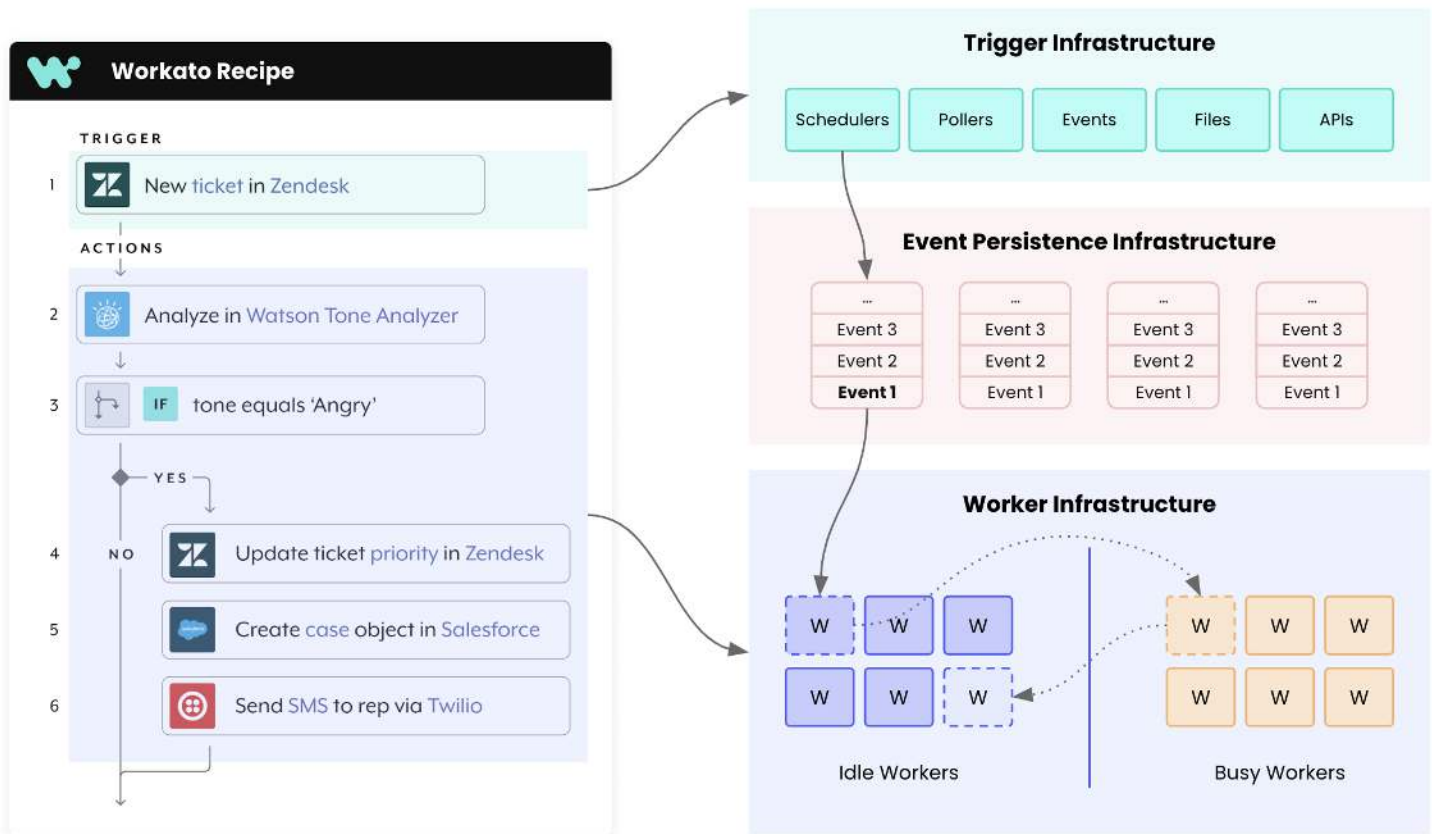 Workato Recipe
TRIGGER
1 New ticket in Zendesk
ACTIONS
2 Analyze in Watson Tone Analyzer
3 IF tone equals ‘Angry’
YES
NO
4 Update ticket priority in Zendesk
5 Create case object in Salesforce
6 Send SMS to rep via Twilio
Trigger Infrastructure
Schedulers Pollers Events Files APIs
Event Persistence Infrastructure
... ... ... ...
Event 3 Event 3 Event 3 Event 3
Event 2 Event 2 Event 2 Event 2
Event 1 Event 1 Event 1 Event 1
Worker Infrastructure
W W W W W W
W W W W W W
Idle Workers Busy Workers